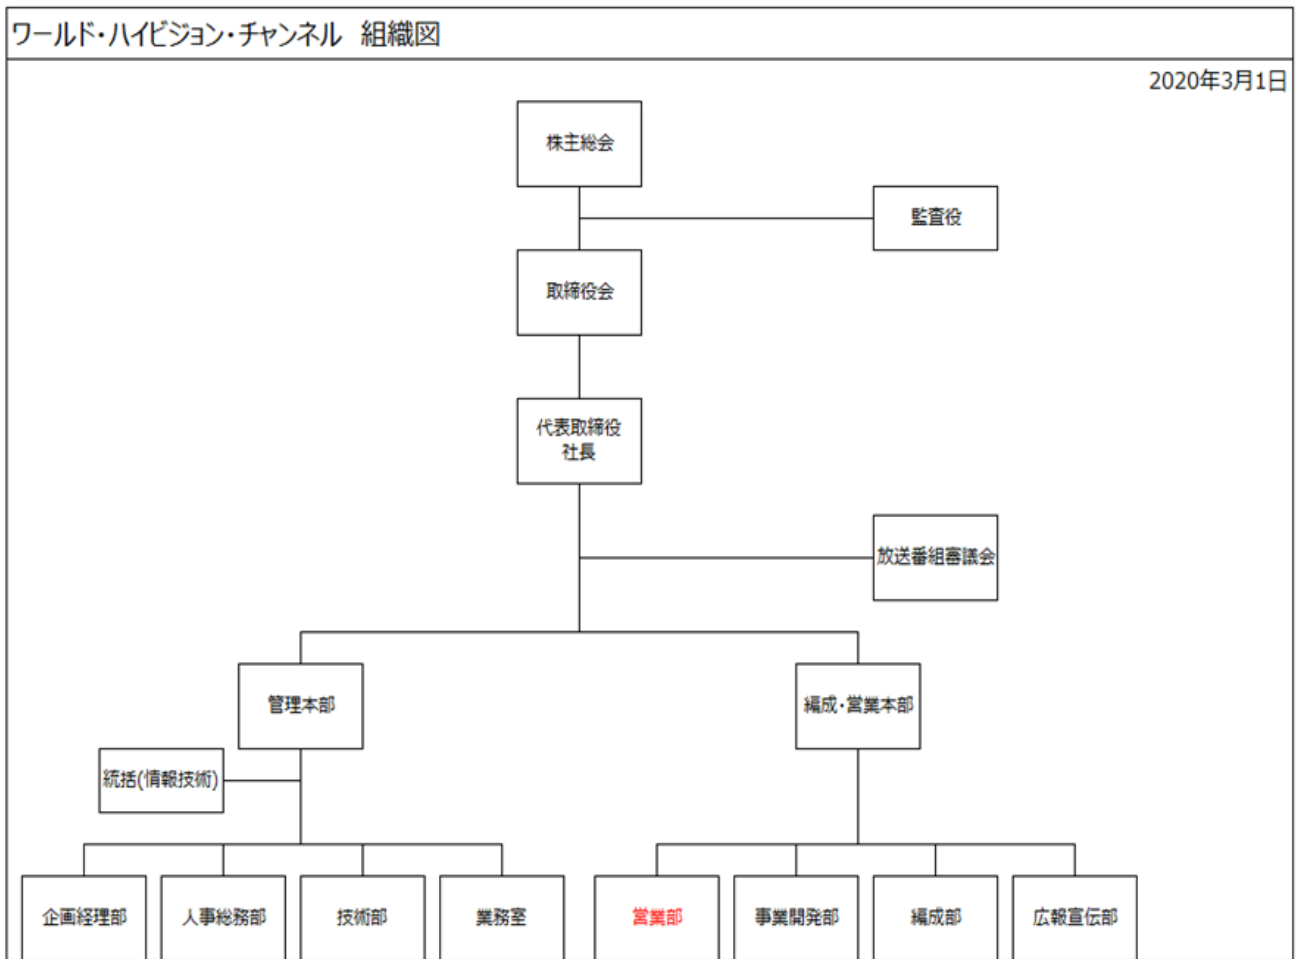 ワールド・ハイビジョン・チャンネル　組織図
2020年3月1日
株主総会
監査役
取締役会
代表取締役
社長
放送番組審議会
管理本部
編成・営業本部
統括(情報技術)
企画経理部
人事総務部
技術部
業務室
営業部
事業開発部
編成部
広報宣伝部